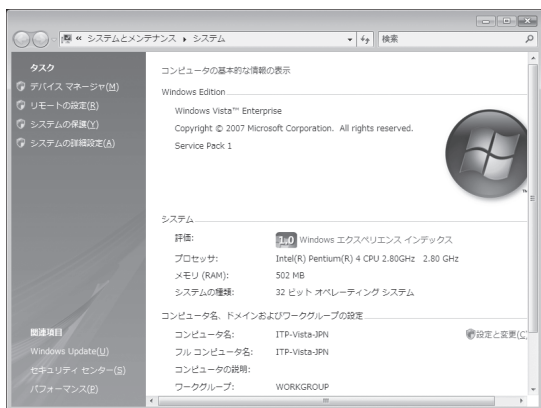 « システムとメンテナンス ▸ システム
検索
タスク
デバイス マネージャ(M)
リモートの設定(R)
システムの保護(Y)
システムの詳細設定(A)
関連項目
Windows Update(U)
セキュリティ センター(S)
パフォーマンス(P)
コンピュータの基本的な情報の表示
Windows Edition
Windows Vista™ Enterprise
Copyright © 2007 Microsoft Corporation. All rights reserved.
Service Pack 1
システム
評価: 1.0 Windows エクスペリエンス インデックス
プロセッサ: Intel(R) Pentium(R) 4 CPU 2.80GHz 2.80 GHz
メモリ (RAM): 502 MB
システムの種類: 32 ビット オペレーティング システム
コンピュータ名、ドメインおよびワークグループの設定
コンピュータ名: ITP-Vista-JPN 設定と変更(C
フル コンピュータ名: ITP-Vista-JPN
コンピュータの説明:
ワークグループ: WORKGROUP